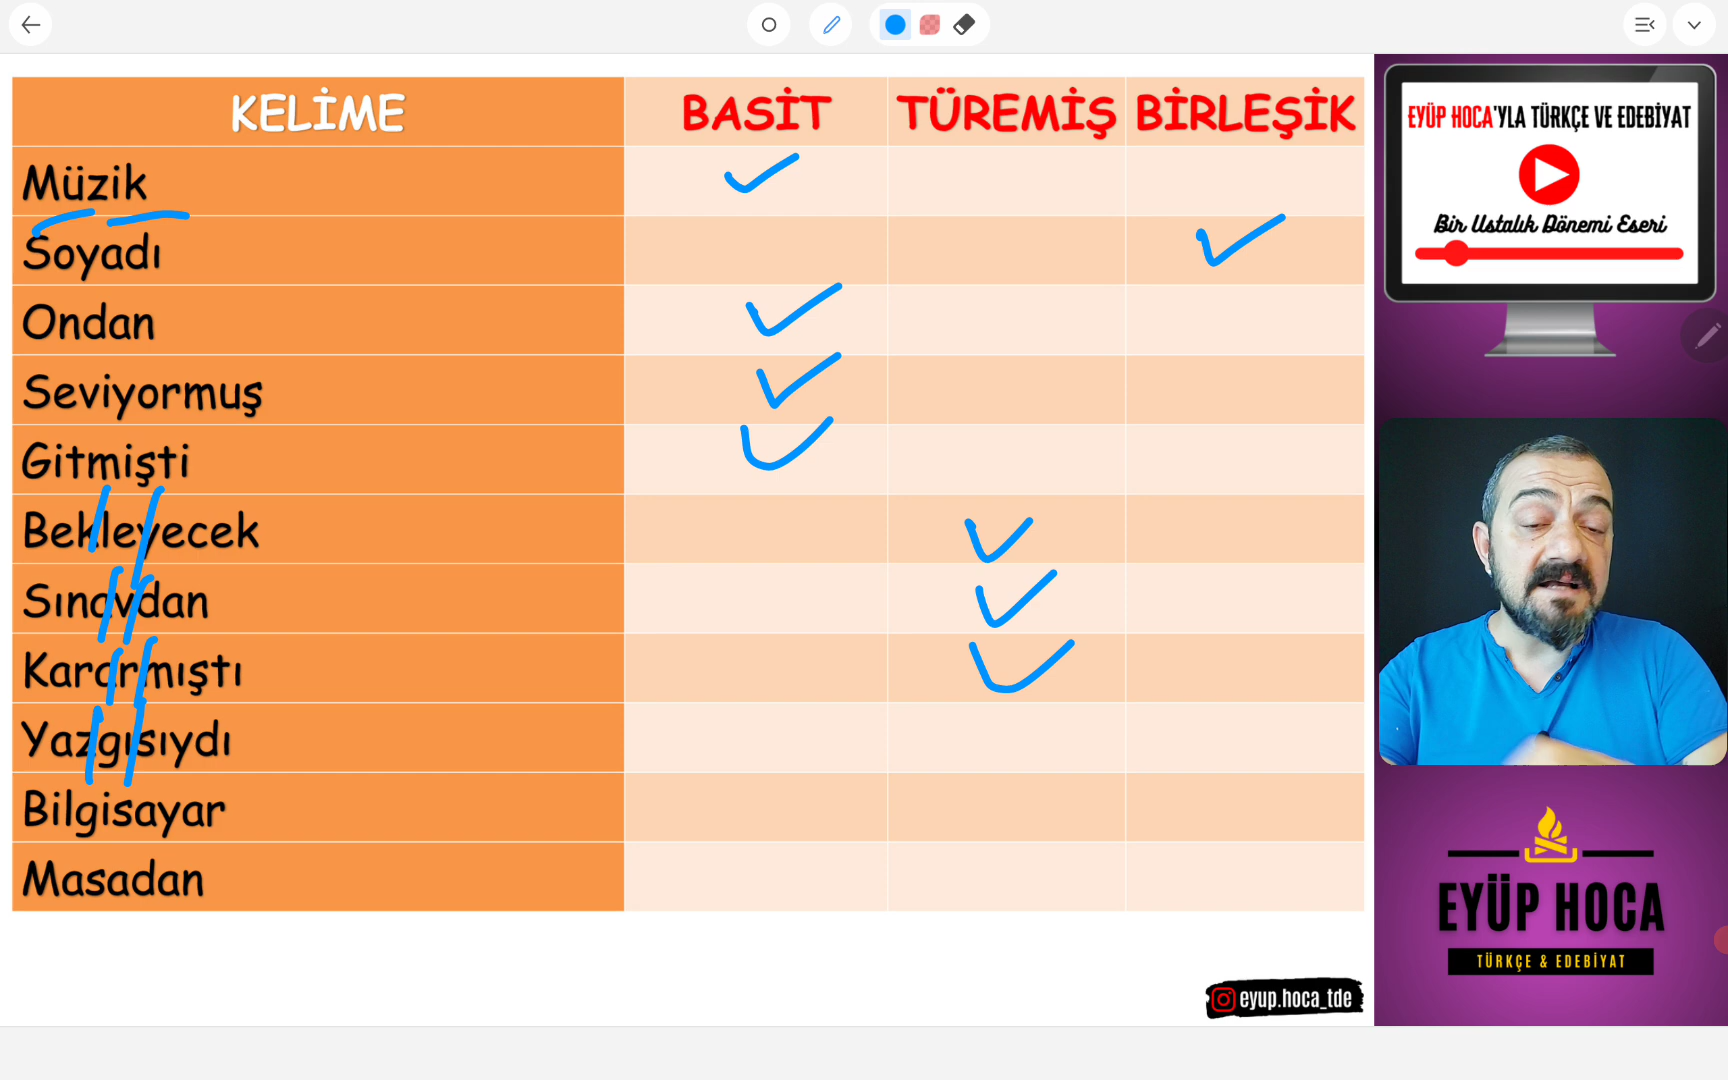 KELİME BASİT TÜREMİŞ BİRLEŞİK
Müzik
Soyadı
Ondan
Seviyormuş
Gitmişti
Bekleyecek
Sınavdan
Kararmıştı
Yazgısıydı
Bilgisayar
Masadan
eyup.hoca_tde
EYÜP HOCA'YLA TÜRKÇE VE EDEBİYAT
Bir Ustalık Dönemi Eseri
EYÜP HOCA
TÜRKÇE & EDEBİYAT